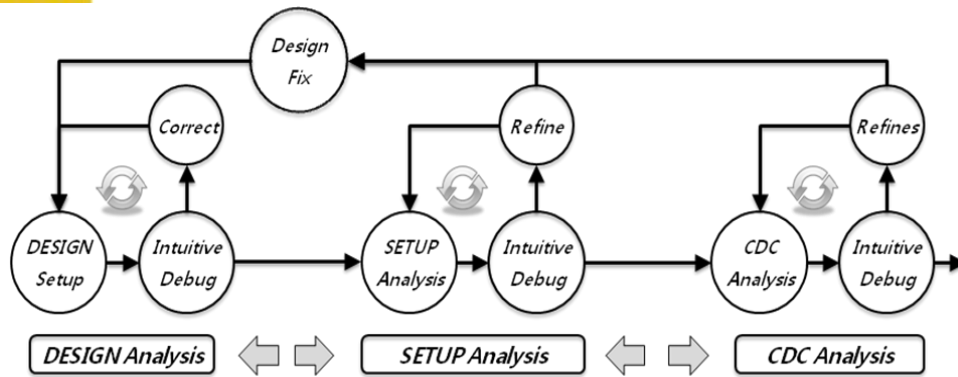 Design
Fix
Correct
Refine
Refines
DESIGN
Setup
Intuitive
Debug
SETUP
Analysis
Intuitive
Debug
CDC
Analysis
Intuitive
Debug
DESIGN Analysis
SETUP Analysis
CDC Analysis